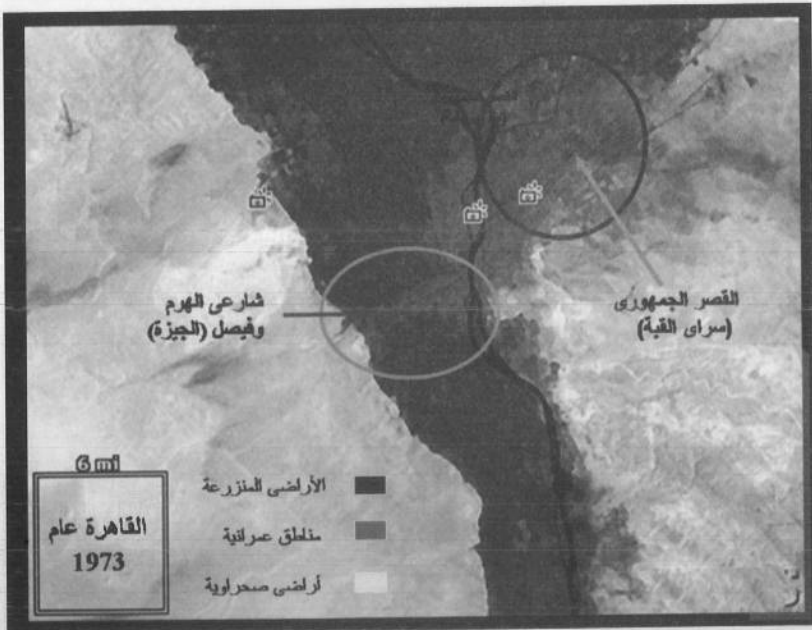 القصر الجمهورى
(سراى القبة)
شارعى الهرم
وفيصل (الجيزة)
6 mi
القاهرة عام
1973
الأراضى المنزرعة
مناطق عمرانية
أراضى صحراوية